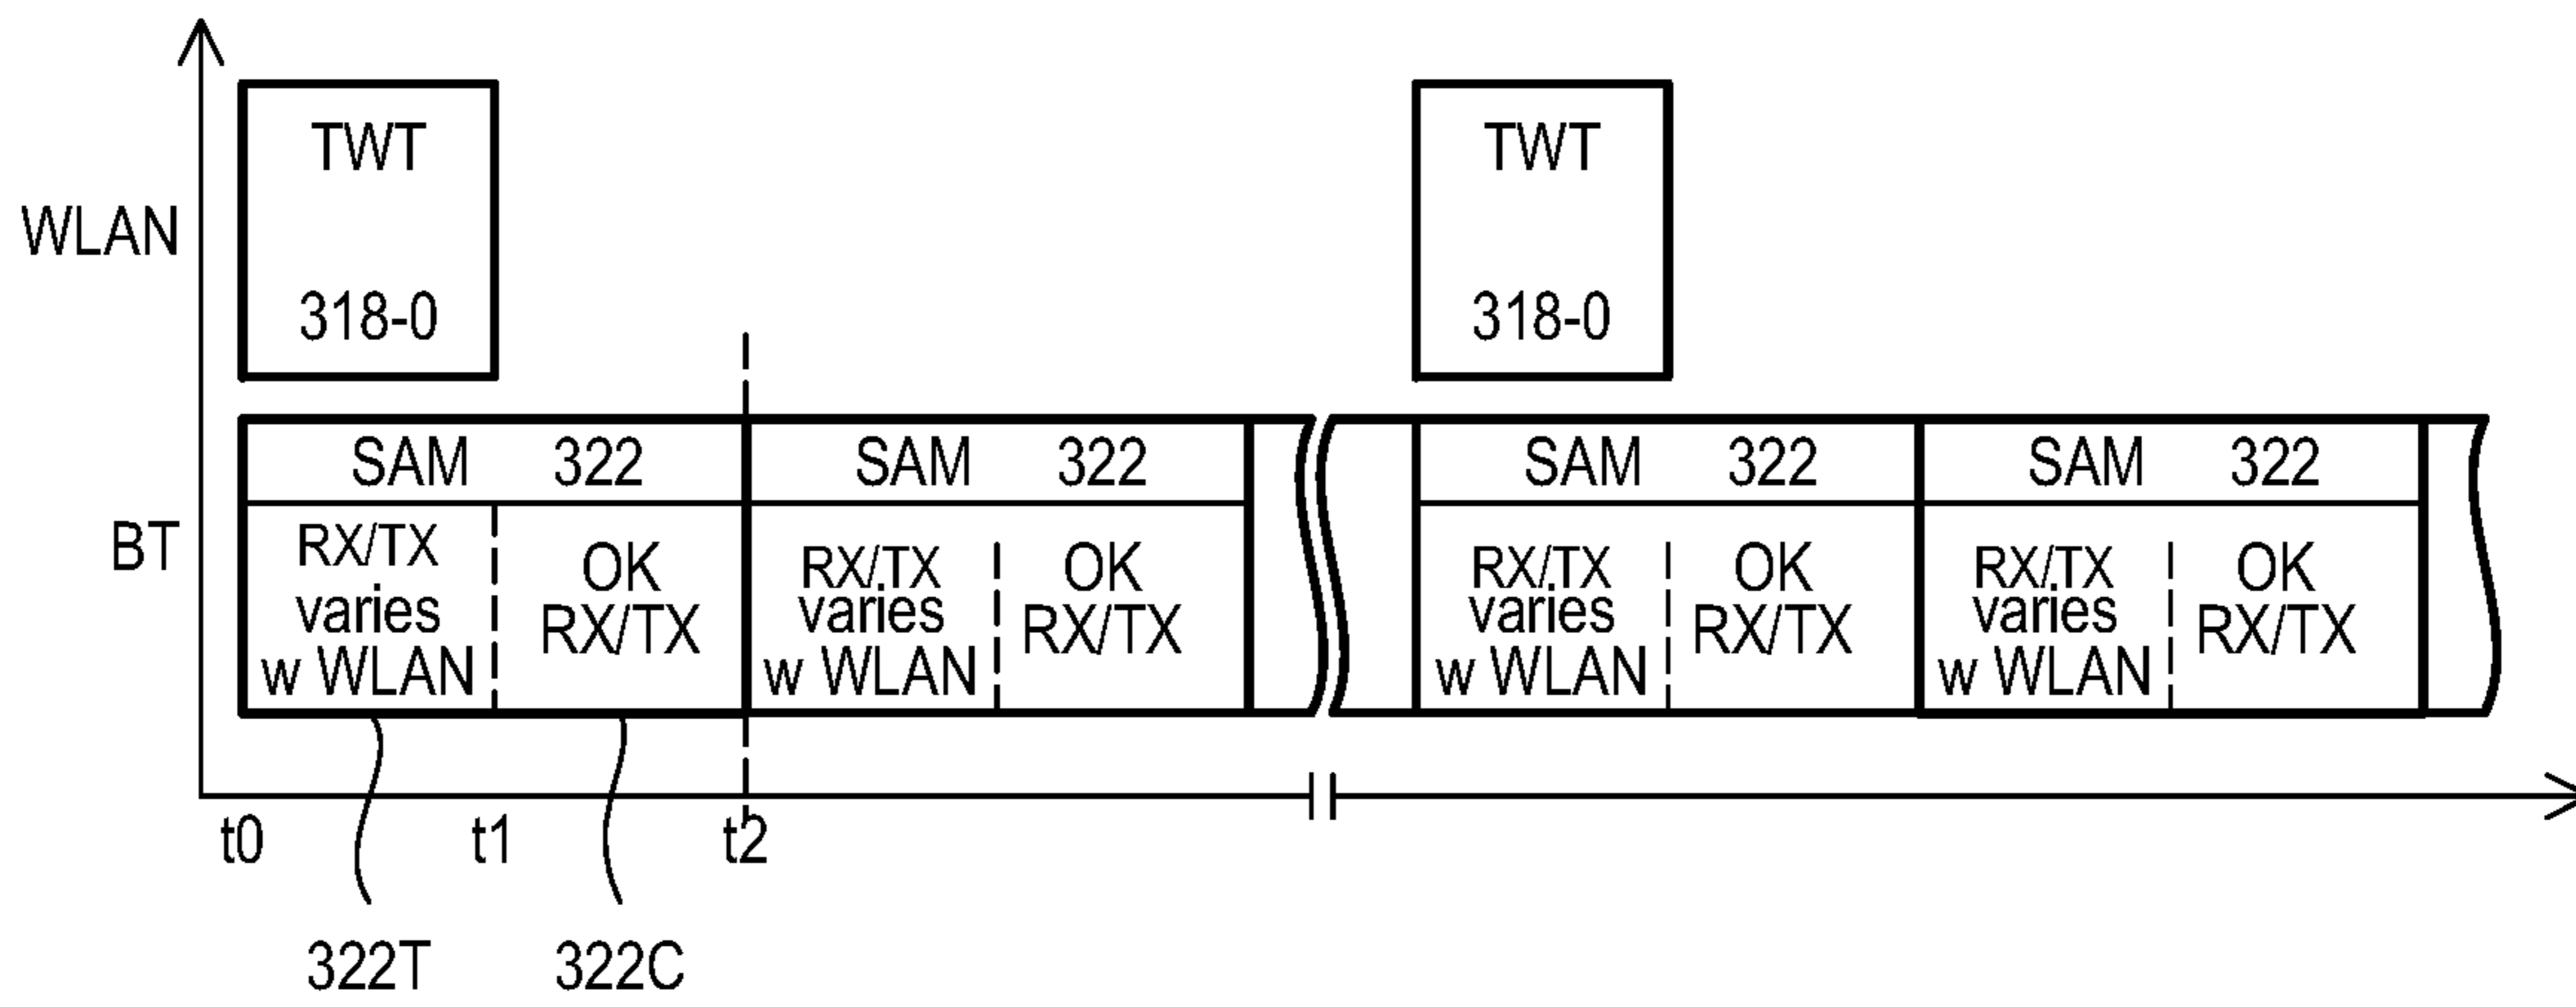 TWT
TWT
WLAN
318-0
318-0
SAM 322
SAM 322
SAM 322
SAM 322
BT
RX/TX
varies
w WLAN
OK
RX/TX
RX/TX
varies
w WLAN
OK
RX/TX
RX/TX
varies
w WLAN
OK
RX/TX
RX/TX
varies
w WLAN
OK
RX/TX
t0
t1
t2
322T
322C